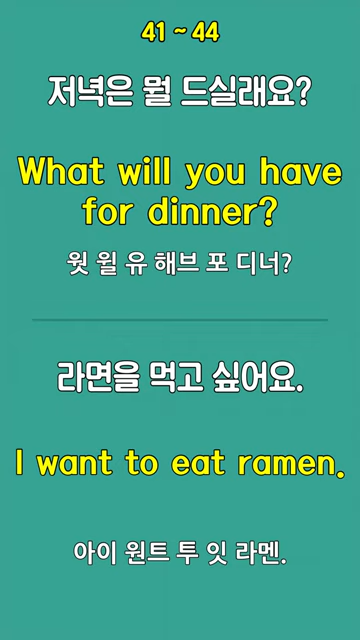 41 ~ 44
저녁은 뭘 드실래요?
What will you have
for dinner?
왓 윌 유 해브 포 디너?
라면을 먹고 싶어요.
I want to eat ramen.
아이 원트 투 잇 라멘.